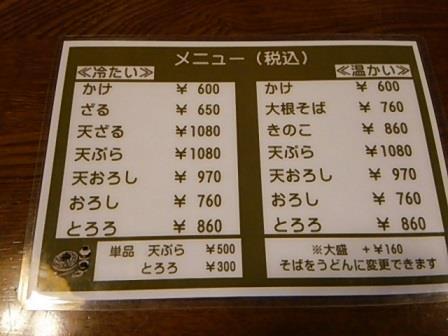 メニュー（税込）
≪冷たい≫
かけ ￥ 600
ざる ￥ 650
天ざる ￥1080
天ぷら ￥1080
天おろし ￥ 970
おろし ￥ 760
とろろ ￥ 860
単品 天ぷら ￥500
とろろ ￥300
≪温かい≫
かけ ￥ 600
大根そば ￥ 760
きのこ ￥ 860
天ぷら ￥1080
天おろし ￥ 970
おろし ￥ 760
とろろ ￥ 860
※大盛 ＋￥160
そばをうどんに変更できます